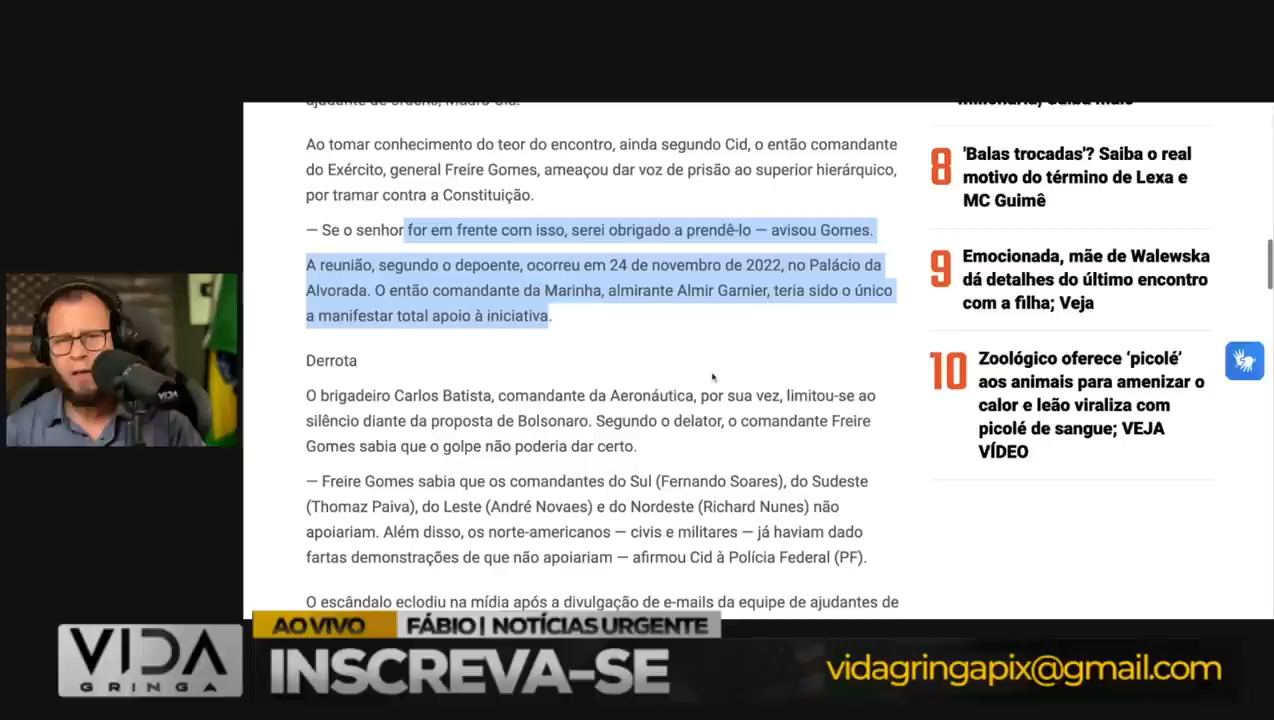 Ao tomar conhecimento do teor do encontro, ainda segundo Cid, o então comandante
do Exército, general Freire Gomes, ameaçou dar voz de prisão ao superior hierárquico,
por tramar contra a Constituição.
— Se o senhor for em frente com isso, serei obrigado a prendê-lo — avisou Gomes.
A reunião, segundo o depoente, ocorreu em 24 de novembro de 2022, no Palácio da
Alvorada. O então comandante da Marinha, almirante Almir Garnier, teria sido o único
a manifestar total apoio à iniciativa.
Derrota
O brigadeiro Carlos Batista, comandante da Aeronáutica, por sua vez, limitou-se ao
silêncio diante da proposta de Bolsonaro. Segundo o delator, o comandante Freire
Gomes sabia que o golpe não poderia dar certo.
— Freire Gomes sabia que os comandantes do Sul (Fernando Soares), do Sudeste
(Thomaz Paiva), do Leste (André Novaes) e do Nordeste (Richard Nunes) não
apoiariam. Além disso, os norte-americanos — civis e militares — já haviam dado
fartas demonstrações de que não apoiariam — afirmou Cid à Polícia Federal (PF).
O escândalo eclodiu na mídia após a divulgação de e-mails da equipe de ajudantes de
8
'Balas trocadas'? Saiba o real
motivo do término de Lexa e
MC Guimê
9
Emocionada, mãe de Walewska
dá detalhes do último encontro
com a filha; Veja
10
Zoológico oferece ‘picolé’
aos animais para amenizar o
calor e leão viraliza com
picolé de sangue; VEJA
VÍDEO
VIDA
AO VIVO FÁBIO | NOTÍCIAS URGENTE
VIDA
GRINGA
INSCREVA-SE
vidagringapix@gmail.com